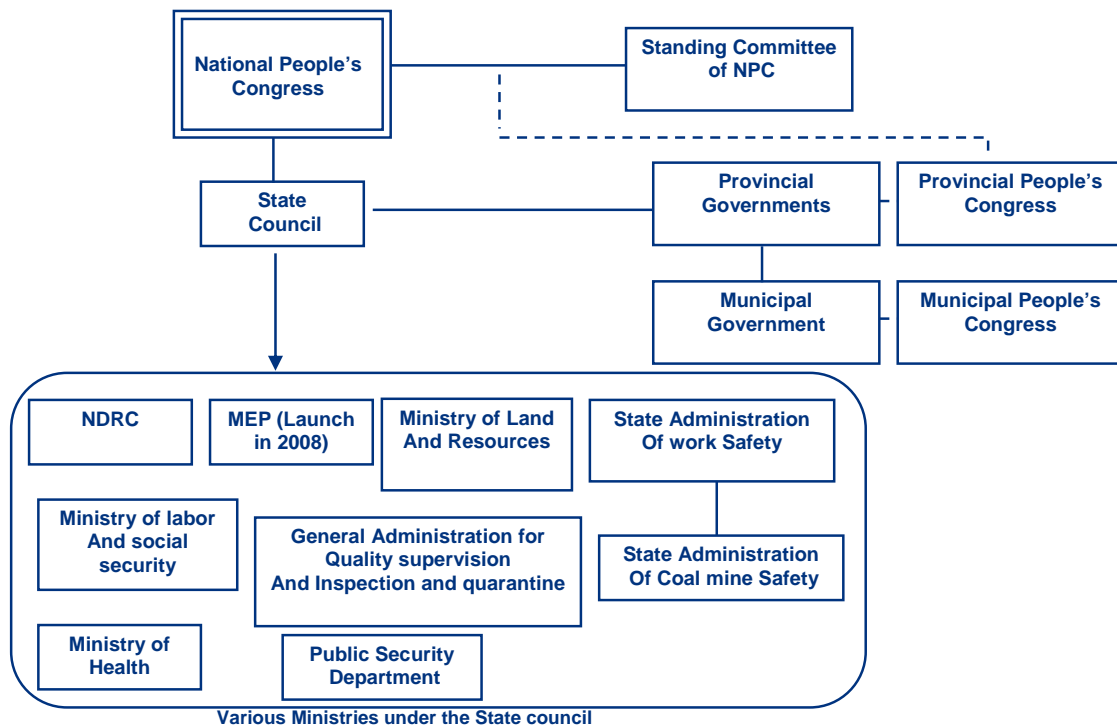 National People's
Congress
Standing Committee
of NPC
State
Council
Provincial
Governments
Provincial People's
Congress
Municipal
Government
Municipal People's
Congress
NDRC
MEP (Launch
in 2008)
Ministry of Land
And Resources
State Administration
Of work Safety
Ministry of labor
And social
security
General Administration for
Quality supervision
And Inspection and quarantine
State Administration
Of Coal mine Safety
Ministry of
Health
Public Security
Department
Various Ministries under the State council